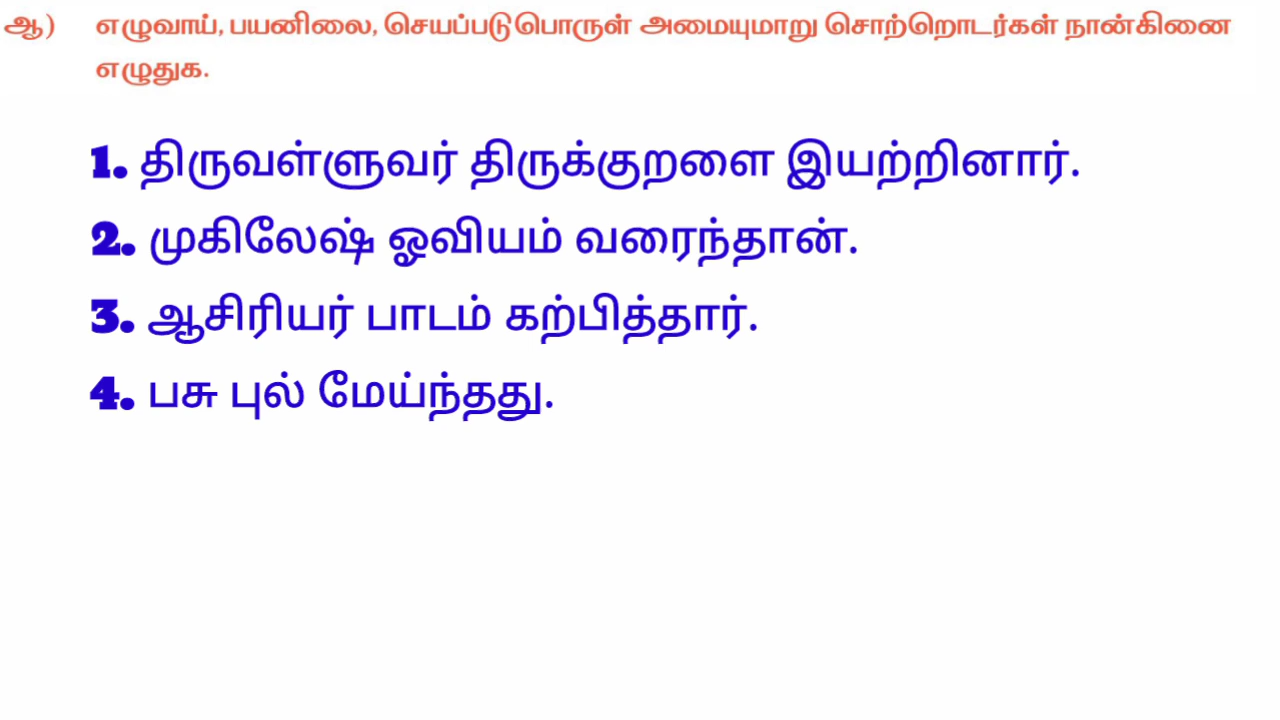 ஆ) எழுவாய், பயனிலை, செயப்படுபொருள் அமையுமாறு சொற்றொடர்கள் நான்கினை
எழுதுக.
1. திருவள்ளுவர் திருக்குறளை இயற்றினார்.
2. முகிலேஷ் ஓவியம் வரைந்தான்.
3. ஆசிரியர் பாடம் கற்பித்தார்.
4. பசு புல் மேய்ந்தது.